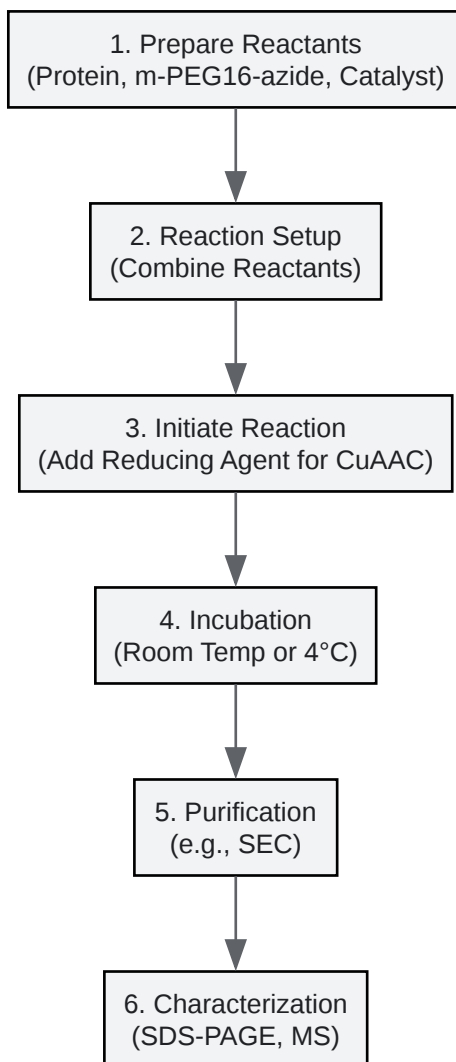 1. Prepare Reactants
(Protein, m-PEG16-azide, Catalyst)
2. Reaction Setup
(Combine Reactants)
3. Initiate Reaction
(Add Reducing Agent for CuAAC)
4. Incubation
(Room Temp or 4°C)
5. Purification
(e.g., SEC)
6. Characterization
(SDS-PAGE, MS)